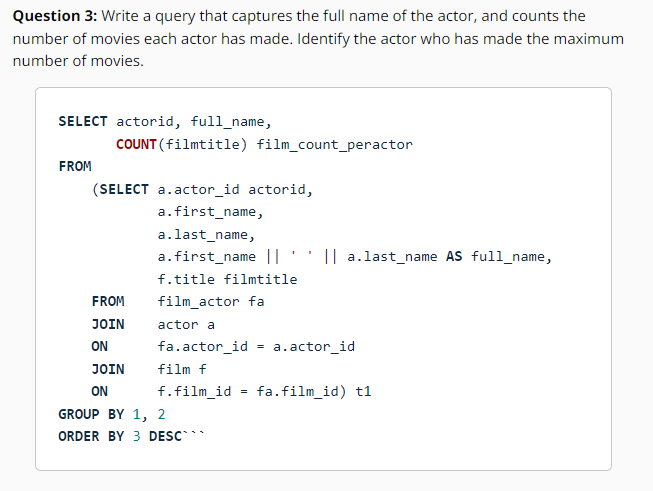 Question 3: Write a query that captures the full name of the actor, and counts the
number of movies each actor has made. Identify the actor who has made the maximum
number of movies.
SELECT actorid, full_name,
COUNT(filmtitle) film_count_peractor
FROM
(SELECT a.actor_id actorid,
a.first_name,
a.last_name,
a.first_name || ' ' || a.last_name AS full_name,
f.title filmtitle
FROM film_actor fa
JOIN actor a
ON fa.actor_id = a.actor_id
JOIN film f
ON f.film_id = fa.film_id) t1
GROUP BY 1, 2
ORDER BY 3 DESC```